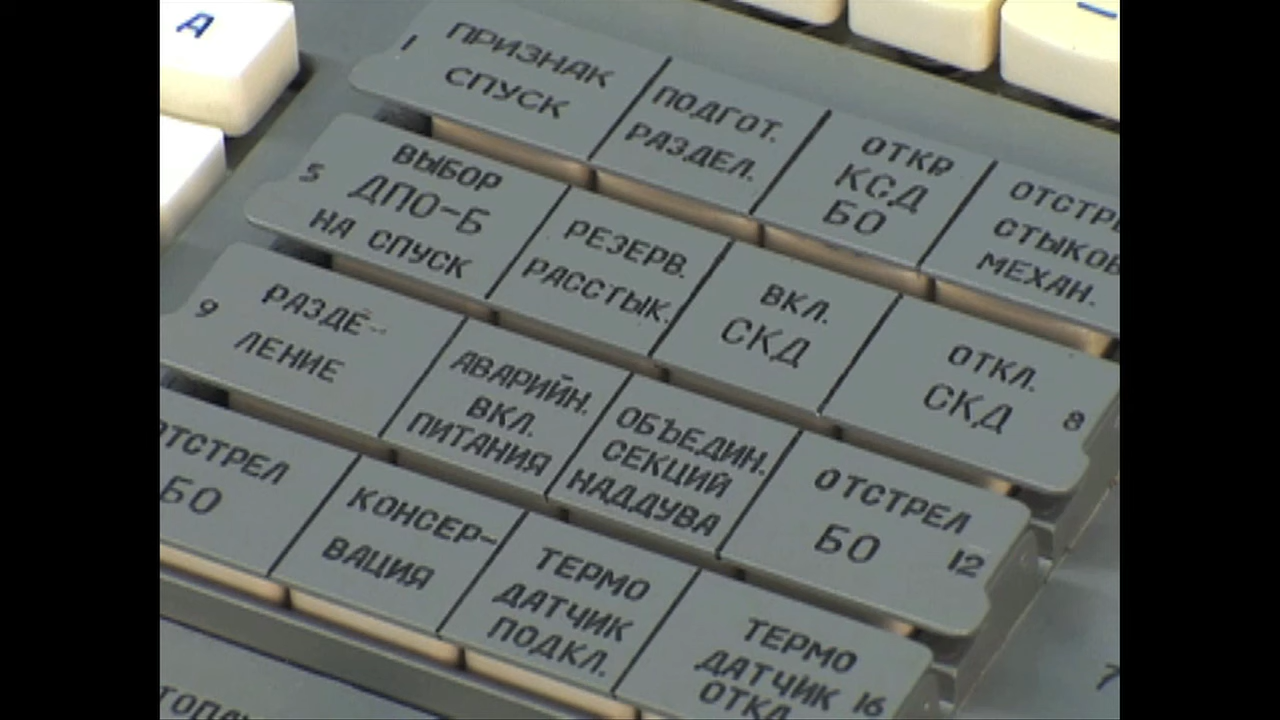 А
1 ПРИЗНАК
СПУСК
ПОДГОТ.
РАЗДЕЛ.
ОТКР
КСД
БО
ОТСТРЕ
СТЫКОВ
МЕХАН.
5 ВЫБОР
ДПО-Б
НА СПУСК
РЕЗЕРВ.
РАССТЫК.
ВКЛ.
СКД
ОТКЛ.
СКД 8
9 РАЗДЕ-
ЛЕНИЕ
АВАРИЙН.
ВКЛ.
ПИТАНИЯ
ОБЪЕДИН.
СЕКЦИЙ
НАДДУВА
ОТСТРЕЛ
БО 12
ОТСТРЕЛ
БО
КОНСЕР-
ВАЦИЯ
ТЕРМО
ДАТЧИК
ПОДКЛ.
ТЕРМО
ДАТЧИК 16
ОТКЛ
7